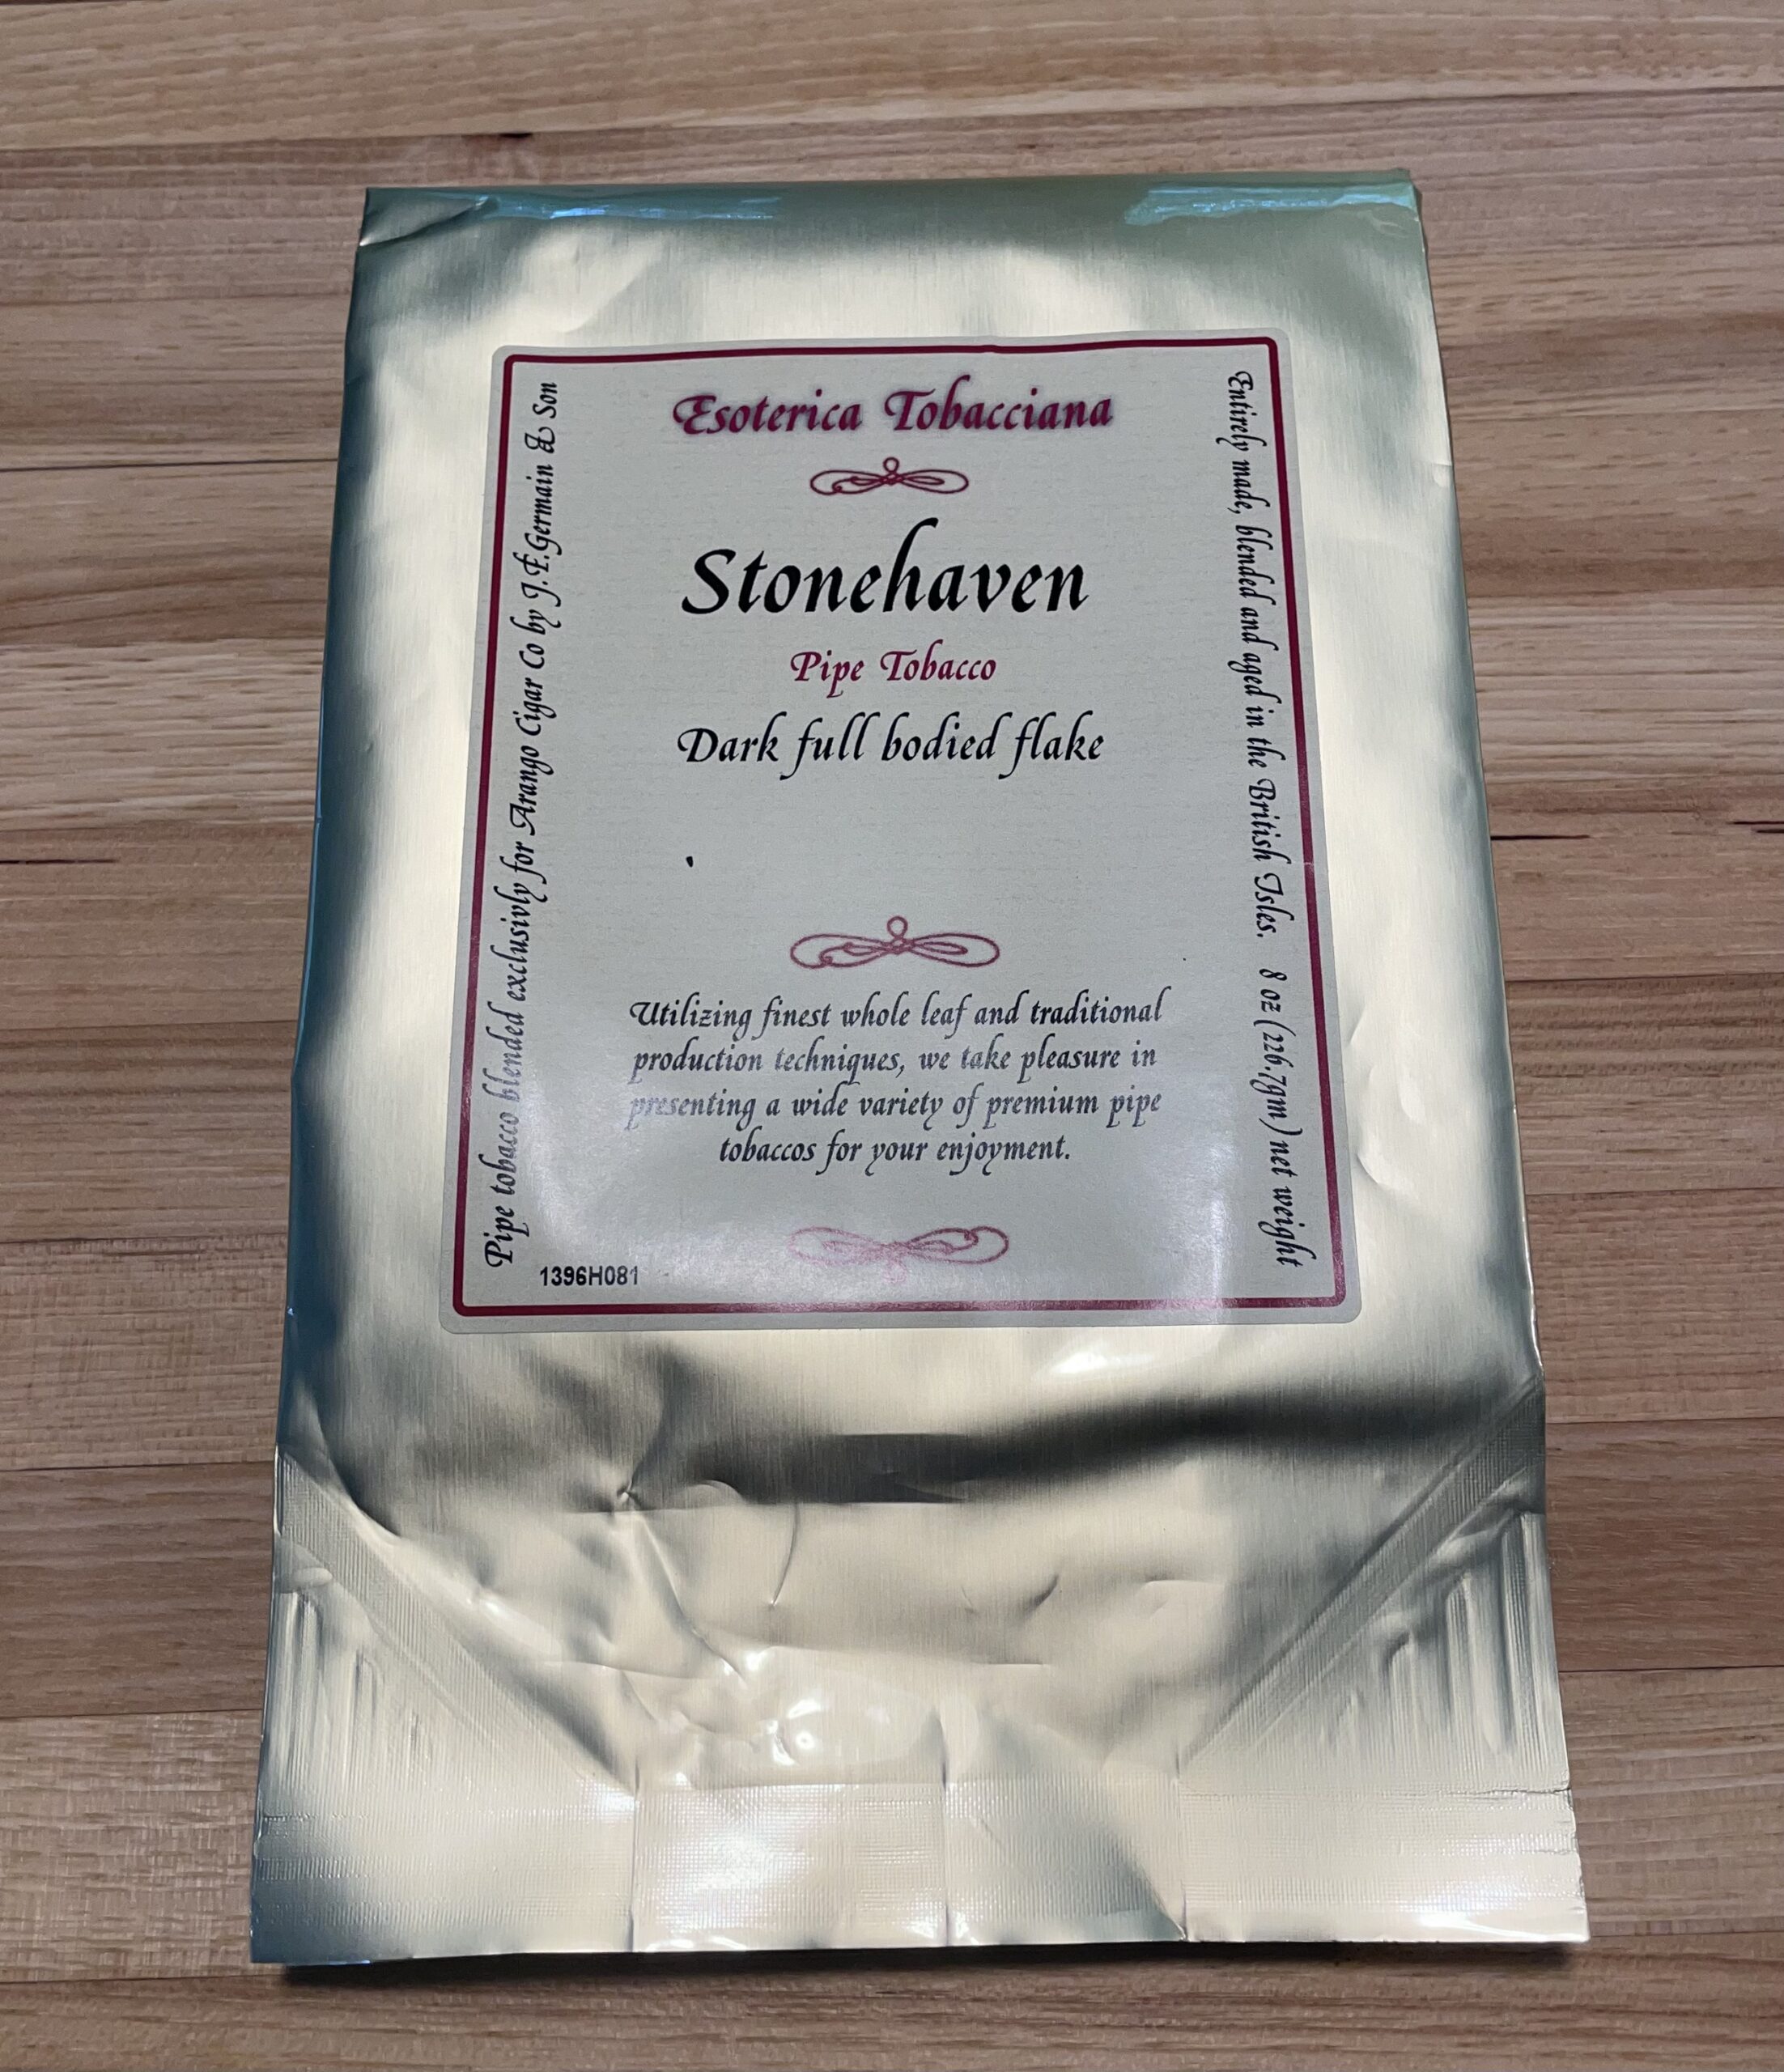 Esoterica Tobacciana
Stonehaven
Pipe Tobacco
Dark full bodied flake
Utilizing finest whole leaf and traditional
production techniques, we take pleasure in
presenting a wide variety of premium pipe
tobaccos for your enjoyment.
1396H081
Pipe tobacco blended exclusivly for Arango Cigar Co by J.F.Germain & Son
Entirely made, blended and aged in the British Isles. 8 oz (226.7gm) net weight